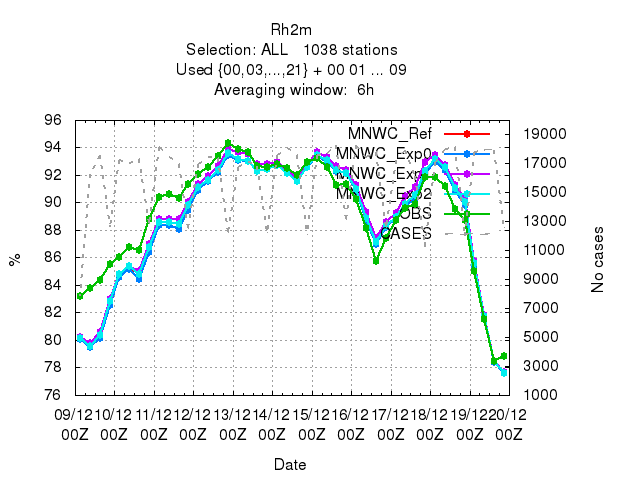 Rh2m
Selection: ALL   1038 stations
Used {00,03,...,21} + 00 01 ... 09
Averaging window:  6h
96
94
92
90
88
86
84
82
80
78
76
%
19000
17000
15000
13000
11000
9000
7000
5000
3000
1000
No cases
MNWC_Ref
MNWC_Exp0
MNWC_Exp1
MNWC_Exp2
OBS
CASES
09/12 10/12 11/12 12/12 13/12 14/12 15/12 16/12 17/12 18/12 19/12 20/12
00Z 00Z 00Z 00Z 00Z 00Z 00Z 00Z 00Z 00Z 00Z 00Z
Date